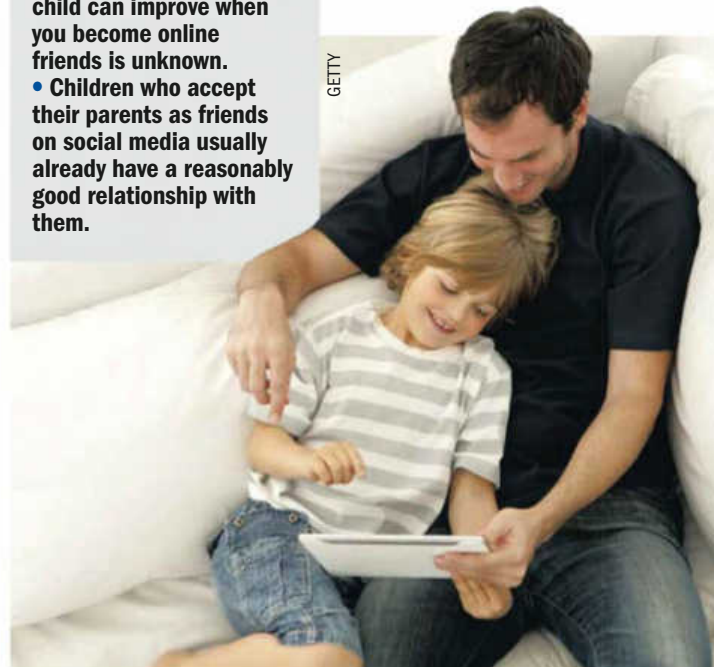 child can improve when
you become online
friends is unknown.
• Children who accept
their parents as friends
on social media usually
already have a reasonably
good relationship with
them.
GETTY